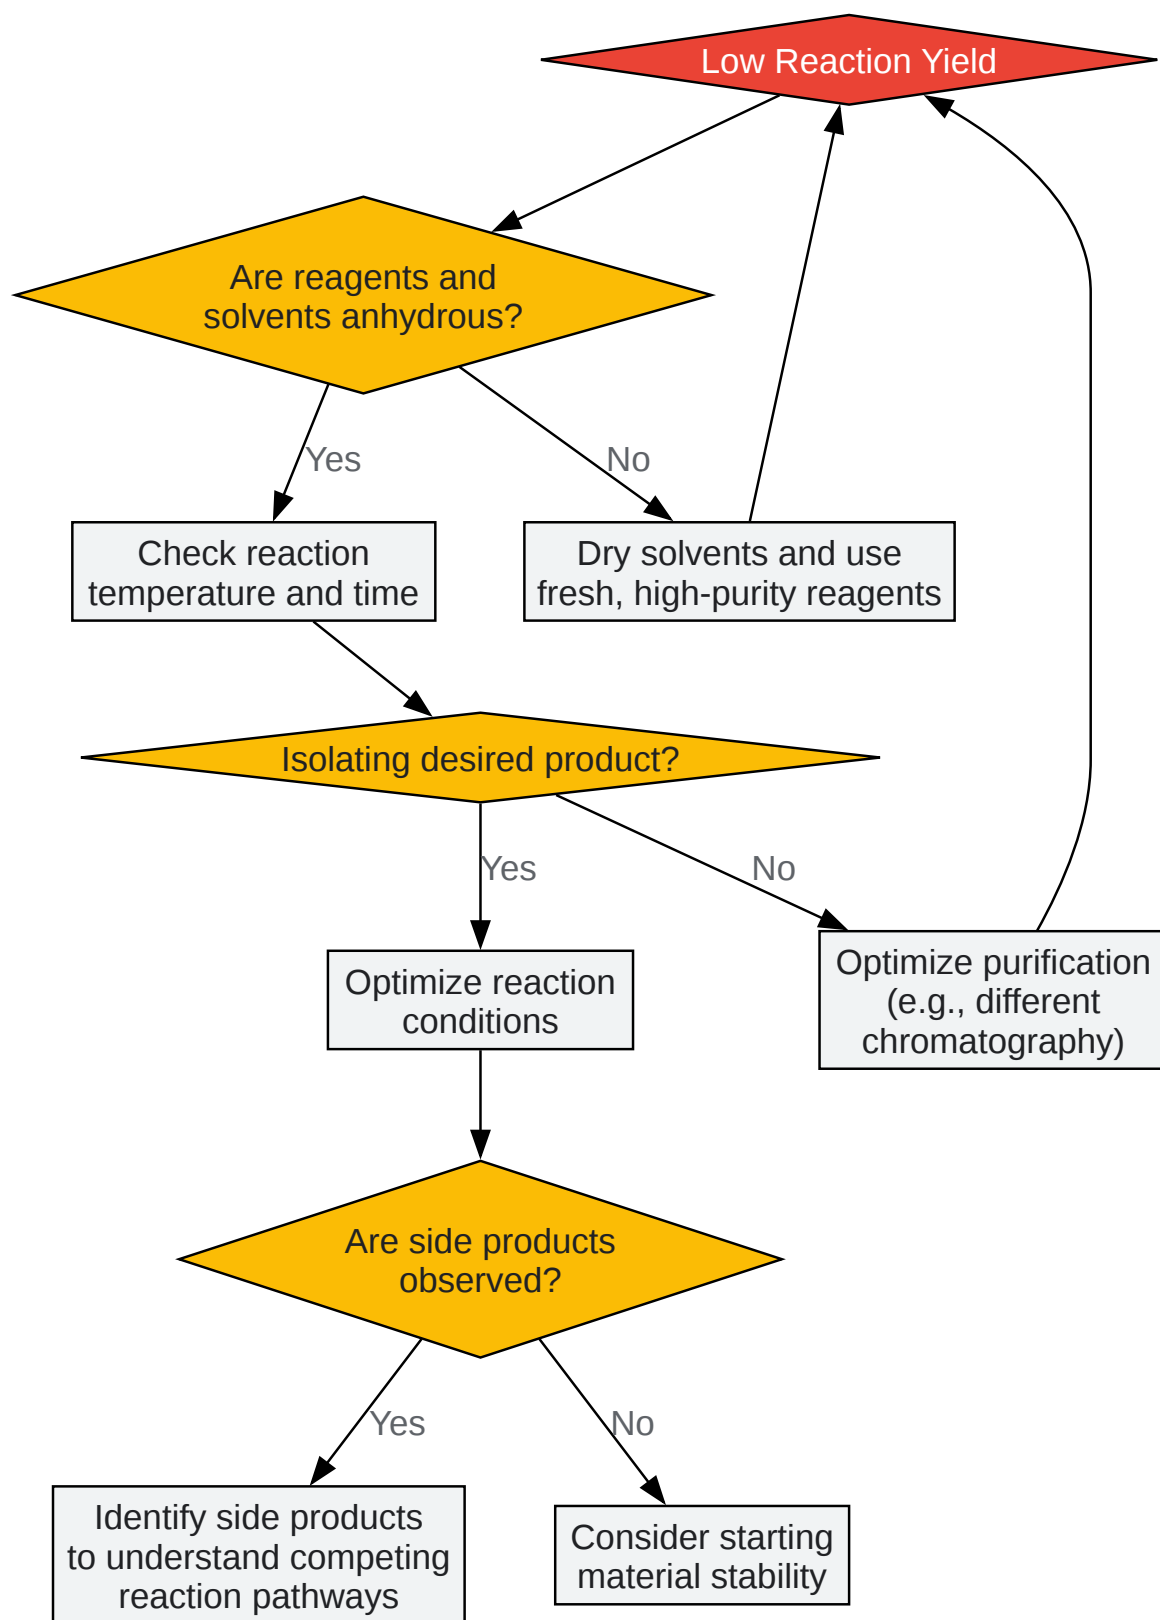 Low Reaction Yield
Are reagents and
solvents anhydrous?
Yes
No
Check reaction
temperature and time
Dry solvents and use
fresh, high-purity reagents
Isolating desired product?
Yes
No
Optimize reaction
conditions
Optimize purification
(e.g., different
chromatography)
Are side products
observed?
Yes
No
Identify side products
to understand competing
reaction pathways
Consider starting
material stability